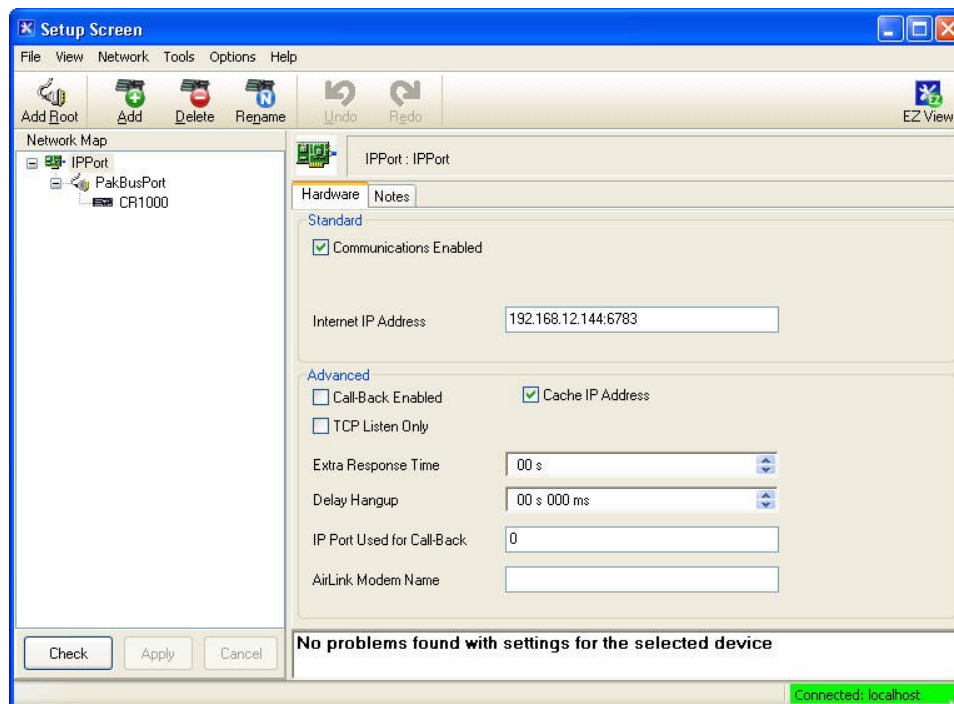 Setup Screen
File View Network Tools Options Help
Add Root Add Delete Rename Undo Redo EZ View
Network Map
IPPort
PakBusPort
CR1000
IPPort : IPPort
Hardware Notes
Standard
Communications Enabled
Internet IP Address 192.168.12.144:6783
Advanced
Call-Back Enabled Cache IP Address
TCP Listen Only
Extra Response Time 00 s
Delay Hangup 00 s 000 ms
IP Port Used for Call-Back 0
AirLink Modem Name
Check Apply Cancel
No problems found with settings for the selected device
Connected: localhost